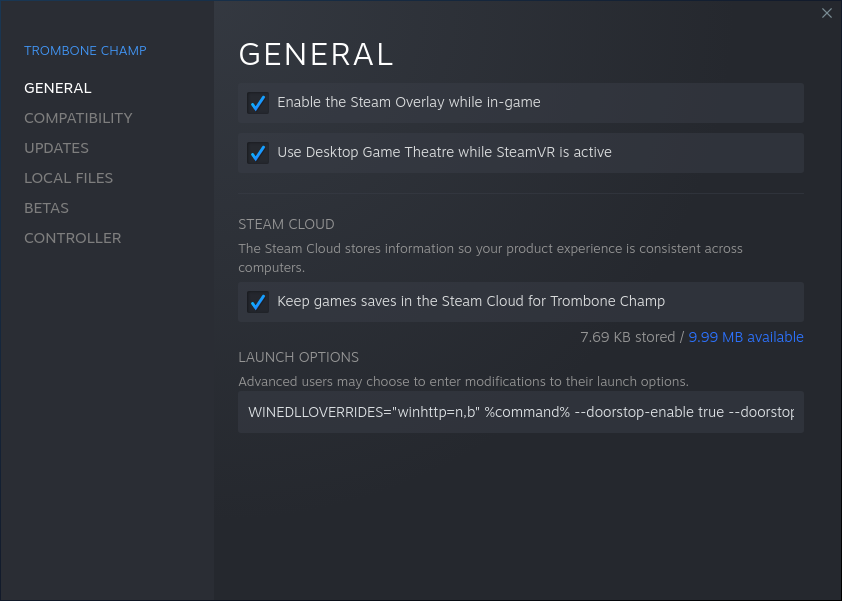 TROMBONE CHAMP
GENERAL
COMPATIBILITY
UPDATES
LOCAL FILES
BETAS
CONTROLLER
GENERAL
Enable the Steam Overlay while in-game
Use Desktop Game Theatre while SteamVR is active
STEAM CLOUD
The Steam Cloud stores information so your product experience is consistent across
computers.
Keep games saves in the Steam Cloud for Trombone Champ
7.69 KB stored / 9.99 MB available
LAUNCH OPTIONS
Advanced users may choose to enter modifications to their launch options.
WINEDLLOVERRIDES="winhttp=n,b" %command% --doorstop-enable true --doorstop